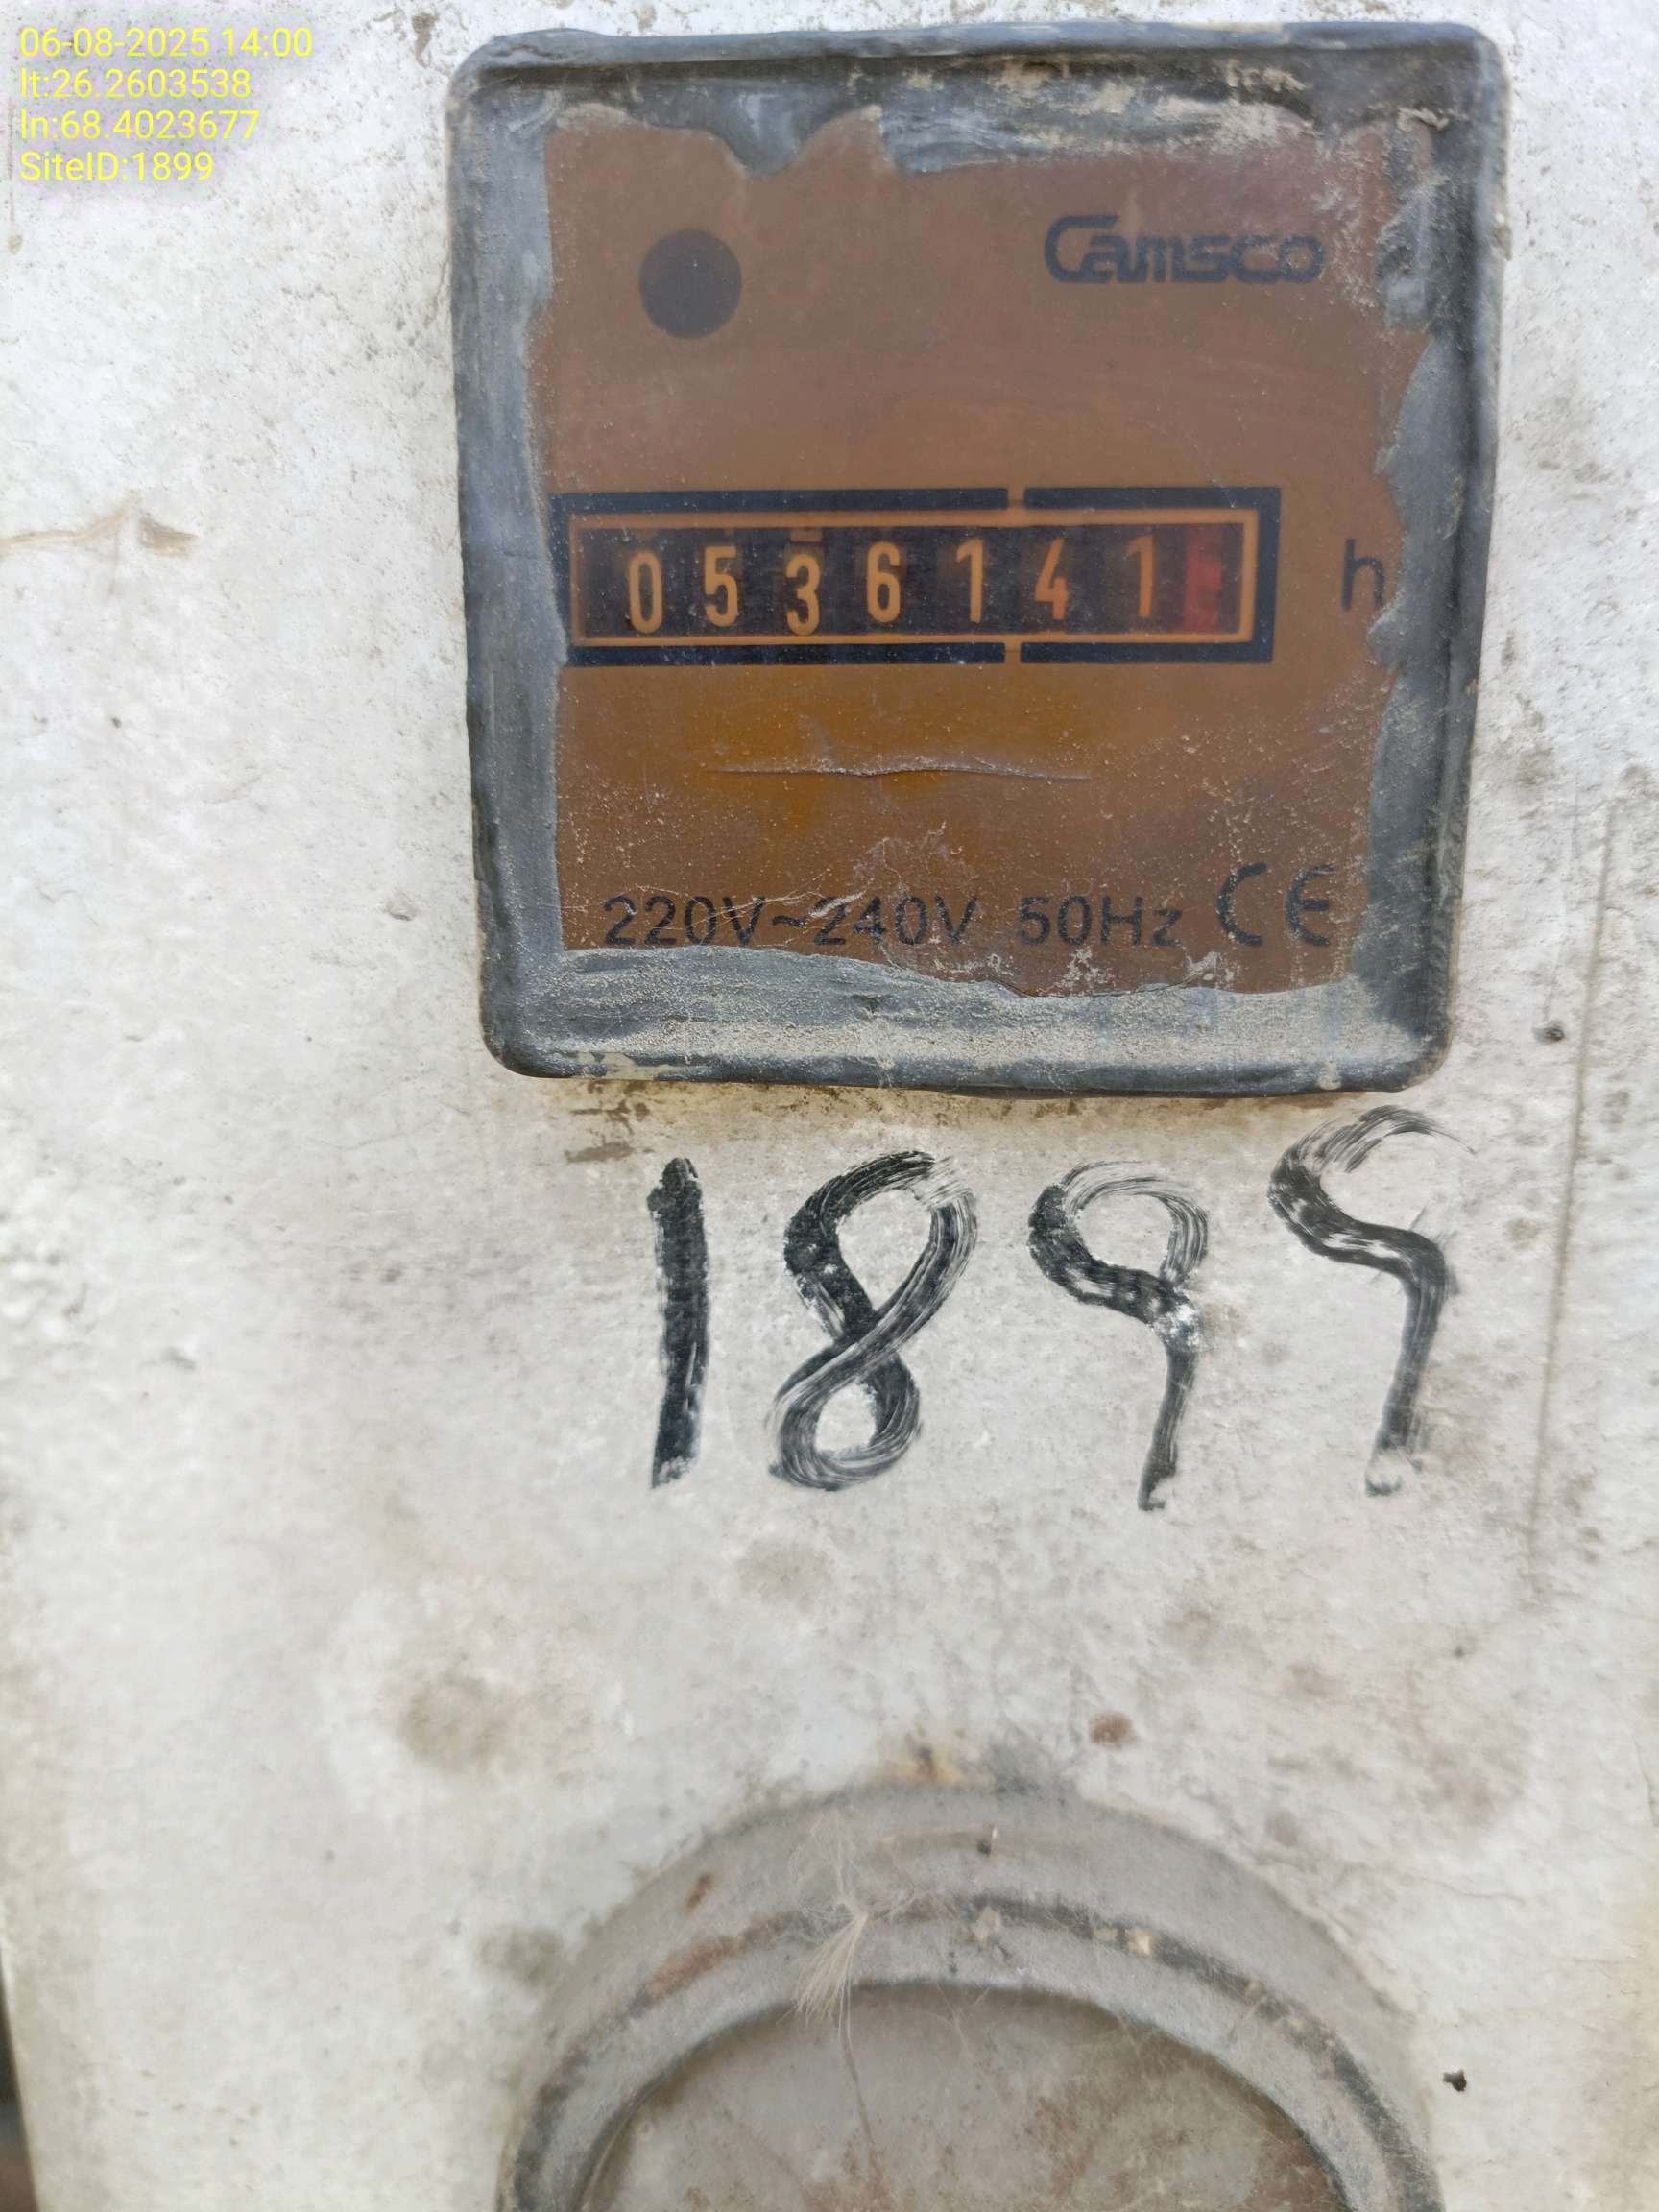 06-08-2025 14:00
lt:26.2603538
ln:68.4023677
SiteID:1899
Camsco
0536141
h
220V~240V 50Hz CE
1899